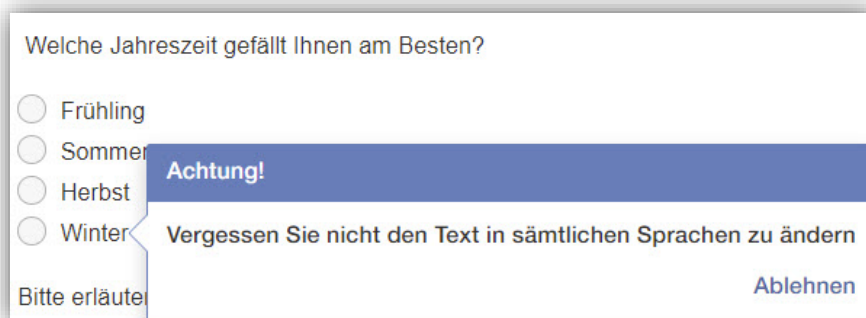 Welche Jahreszeit gefällt Ihnen am Besten?
Frühling
Sommer
Herbst
Winter
Achtung!
Vergessen Sie nicht den Text in sämtlichen Sprachen zu ändern
Ablehnen
Bitte